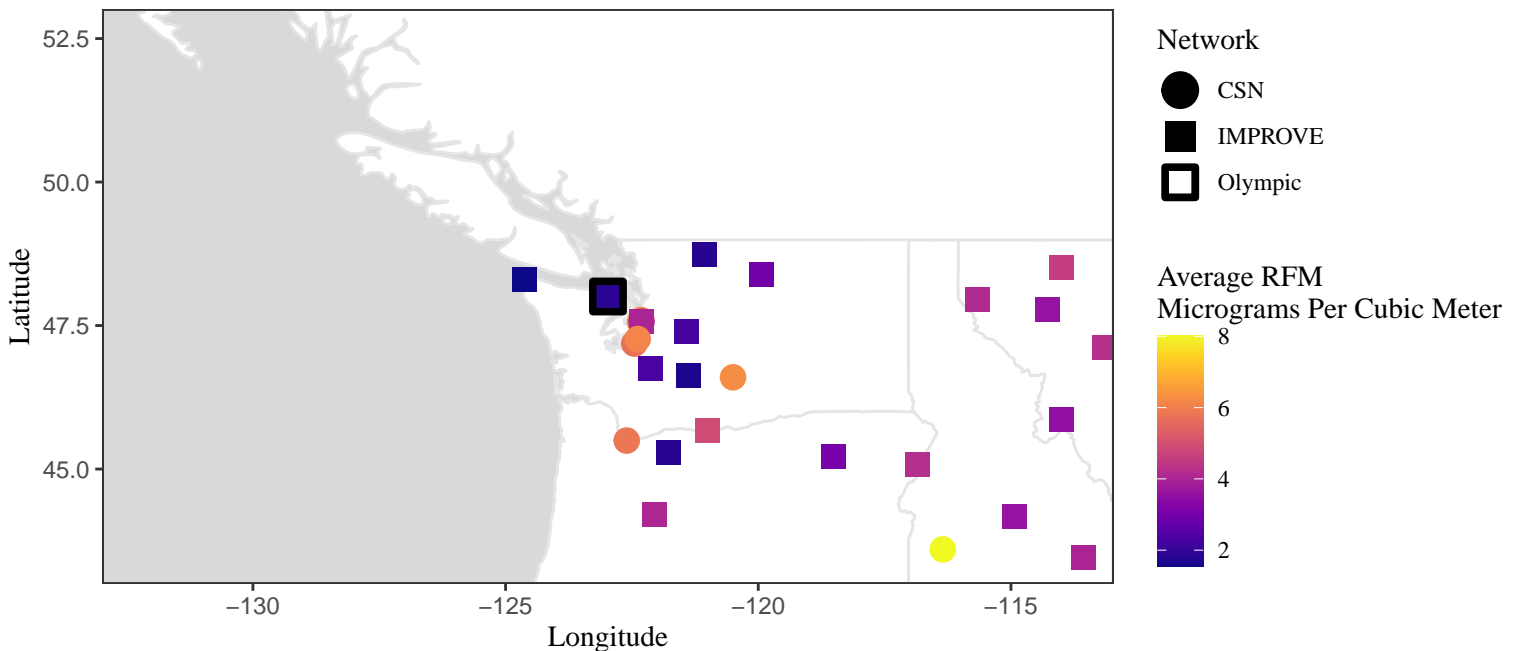 52.5
50.0
47.5
45.0
Latitude
−130
−125
−120
−115
Longitude
Network
CSN
IMPROVE
Olympic
Average RFM
Micrograms Per Cubic Meter
8
6
4
2